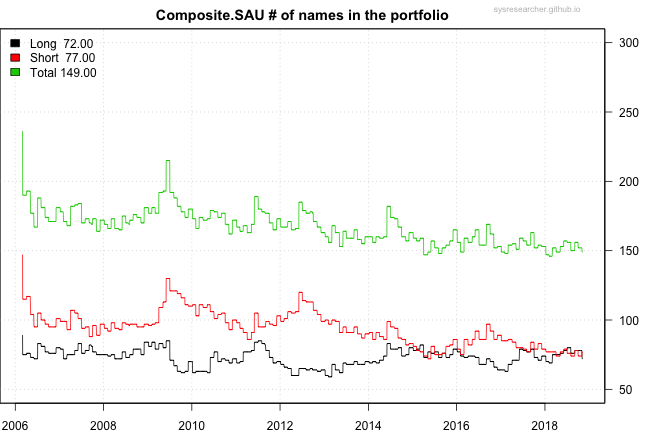 Composite.SAU # of names in the portfolio
sysresearcher.github.io
Long 72.00
Short 77.00
Total 149.00
300
250
200
150
100
50
2006 2008 2010 2012 2014 2016 2018